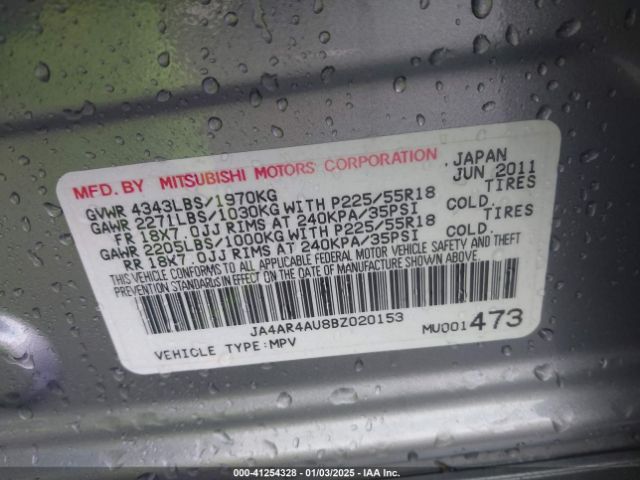 MFD. BY MITSUBISHI MOTORS CORPORATION JAPAN
GVWR 4343LBS/1970KG JUN 2011
GAWR 2271LBS/1030KG WITH P225/55R18 TIRES
FR 18X7.0JJ RIMS AT 240KPA/35PSI COLD.
GAWR 2205LBS/1000KG WITH P225/55R18 TIRES
RR 18X7.0JJ RIMS AT 240KPA/35PSI COLD.
THIS VEHICLE CONFORMS TO ALL APPLICABLE FEDERAL MOTOR VEHICLE SAFETY AND THEFT
PREVENTION STANDARDS IN EFFECT ON THE DATE OF MANUFACTURE SHOWN ABOVE.
JA4AR4AU8BZ020153
VEHICLE TYPE:MPV MU001473
00-41254328 - 01/03/2025 - IAA Inc.